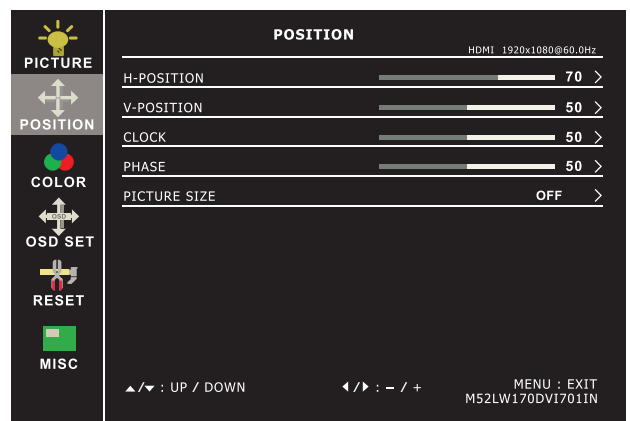 PICTURE
POSITION
COLOR
OSD
OSD SET
RESET
MISC
POSITION
HDMI 1920x1080@60.0Hz
H-POSITION 70
V-POSITION 50
CLOCK 50
PHASE 50
PICTURE SIZE OFF
▲/▼ : UP / DOWN ◀/▶ : – / + MENU : EXIT
M52LW170DVI701IN